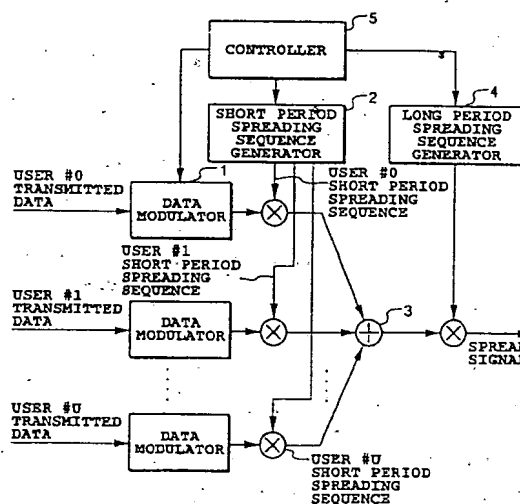 5
CONTROLLER
2
4
SHORT PERIOD
SPREADING
SEQUENCE
GENERATOR
LONG PERIOD
SPREADING
SEQUENCE
GENERATOR
USER #0
TRANSMITTED
DATA
1
DATA
MODULATOR
USER #0
SHORT PERIOD
SPREADING
SEQUENCE
USER #1
SHORT PERIOD
SPREADING
SEQUENCE
USER #1
TRANSMITTED
DATA
DATA
MODULATOR
3
SPREAD
SIGNAL
USER #U
TRANSMITTED
DATA
DATA
MODULATOR
USER #U
SHORT PERIOD
SPREADING
SEQUENCE